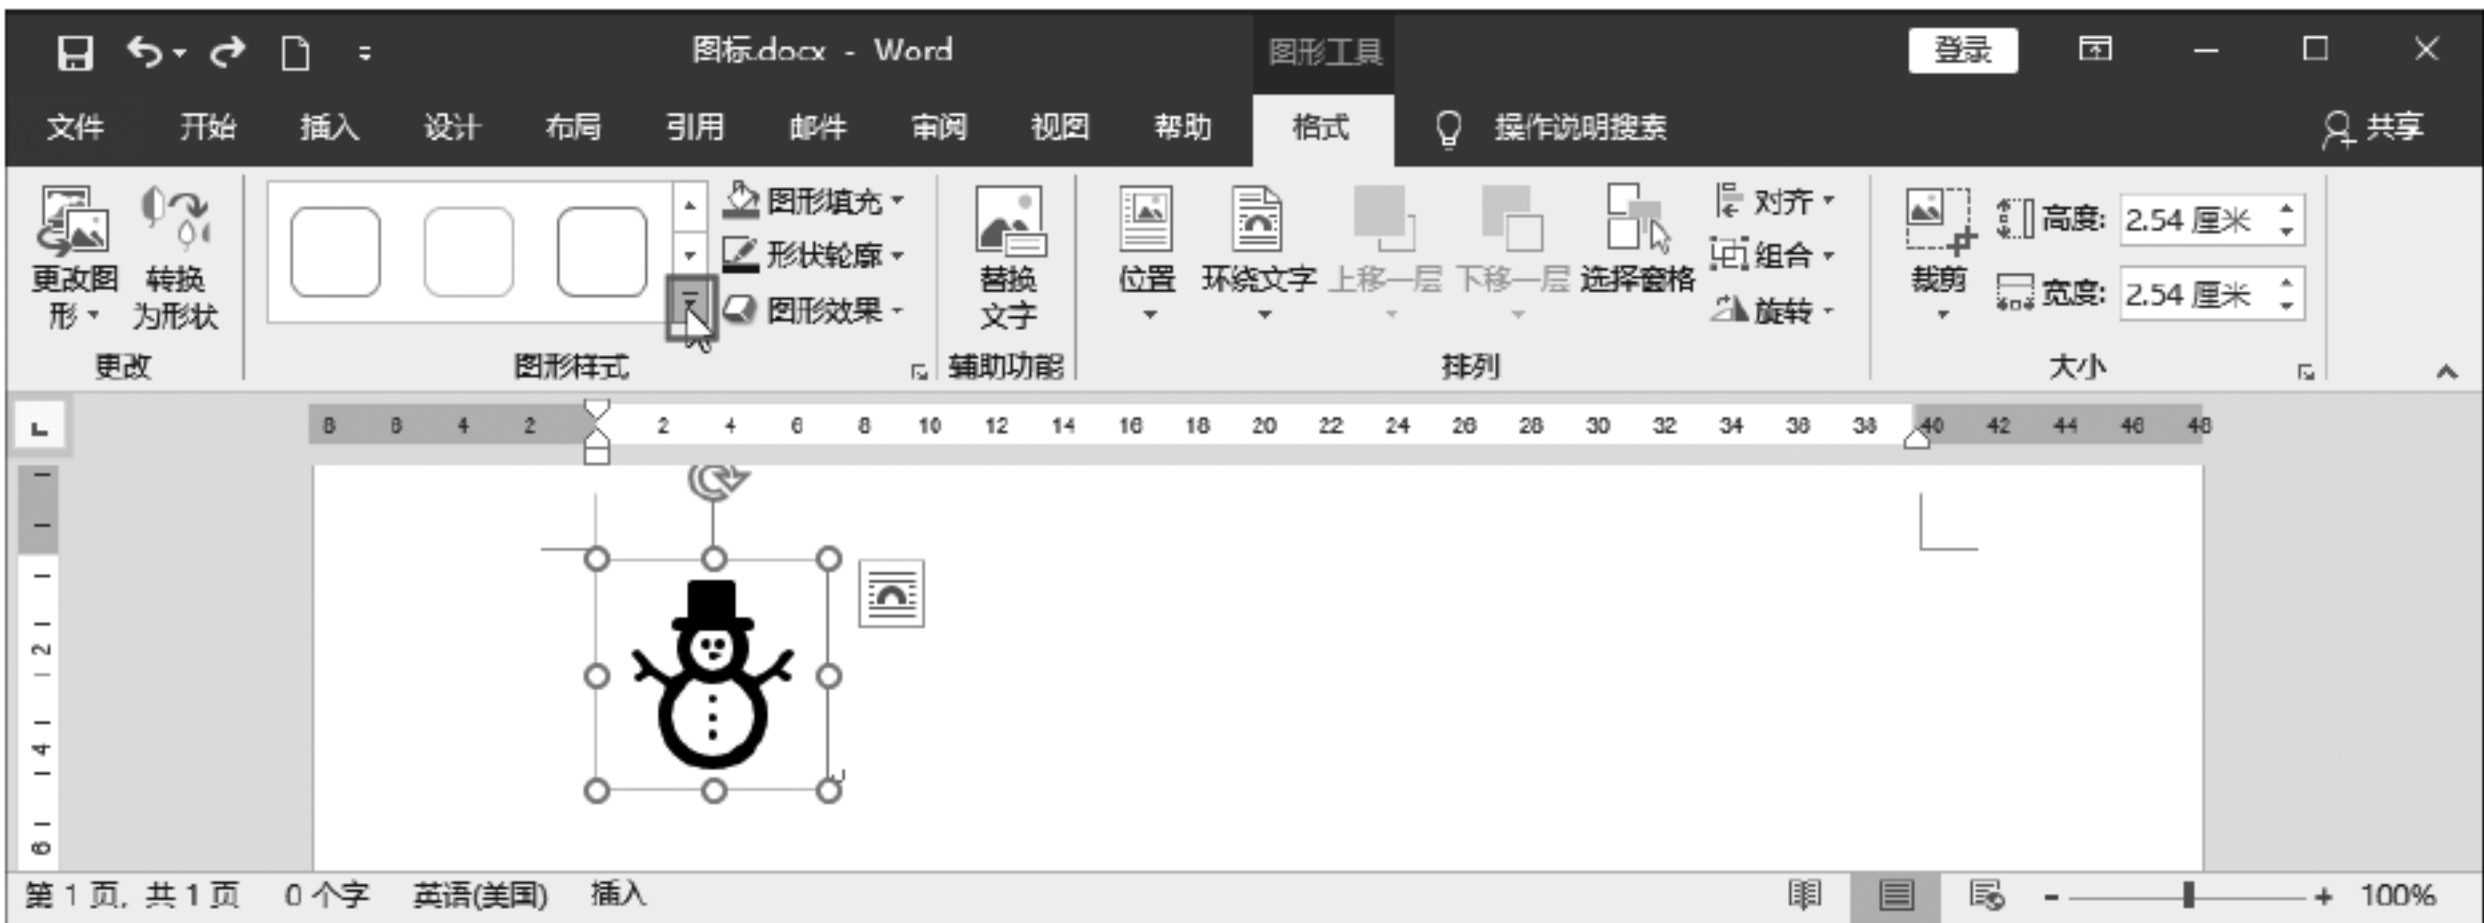 图标.docx - Word
图形工具
登录
文件 开始 插入 设计 布局 引用 邮件 审阅 视图 帮助 格式 操作说明搜索 共享
更改图形
转换为形状
更改
图形填充
形状轮廓
图形效果
图形样式
替换文字
辅助功能
位置 环绕文字 上移一层 下移一层 选择窗格
对齐
组合
旋转
排列
裁剪
高度: 2.54 厘米
宽度: 2.54 厘米
大小
8 6 4 2 2 4 6 8 10 12 14 16 18 20 22 24 26 28 30 32 34 36 38 40 42 44 46 48
2
4
6
第 1 页, 共 1 页 0 个字 英语(美国) 插入 100%